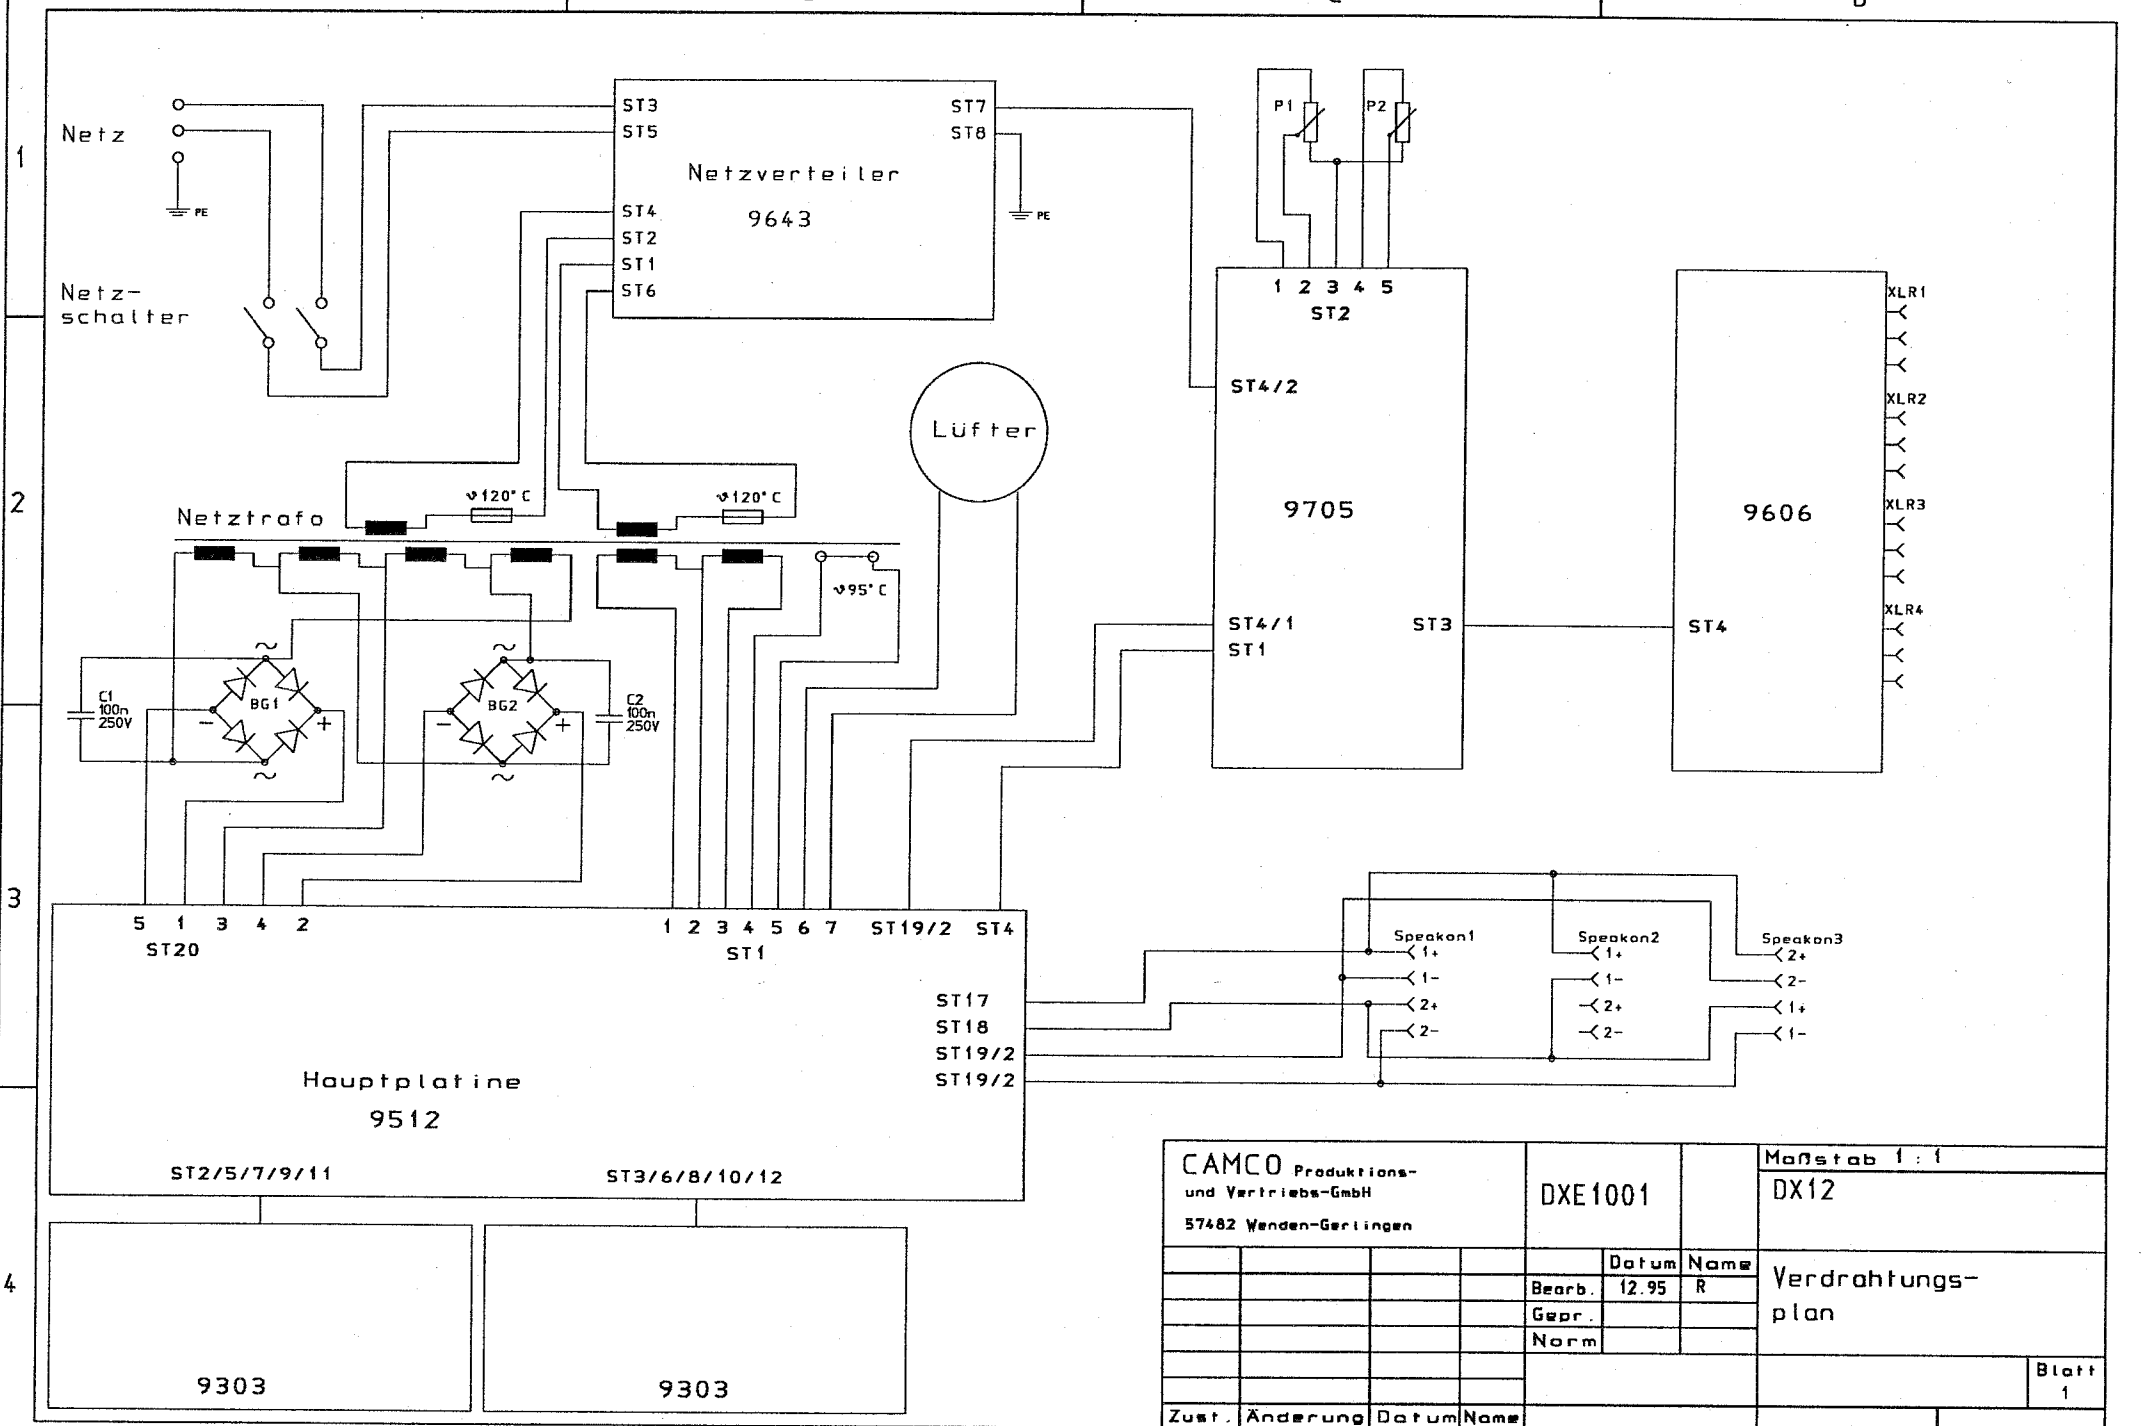 1
2
3
4
Netz
PE
Netz-
schalter
ST3
ST5
ST7
ST8
Netzverteiler
9643
ST4
ST2
ST1
ST6
PE
P1
P2
1 2 3 4 5
ST2
ST4/2
9705
ST4/1
ST1
ST3
9606
ST4
XLR1
XLR2
XLR3
XLR4
Lüfter
Netztrafo
ϑ120°C
ϑ120°C
ϑ95°C
C1
100n
250V
~
BG1
-
+
~
~
BG2
-
+
~
C2
100n
250V
5 1 3 4 2
ST20
1 2 3 4 5 6 7
ST1
ST19/2
ST4
ST17
ST18
ST19/2
ST19/2
Hauptplatine
9512
ST2/5/7/9/11
ST3/6/8/10/12
9303
9303
Speakon1
1+
1-
2+
2-
Speakon2
1+
1-
2+
2-
Speakon3
2+
2-
1+
1-
CAMCO Produktions-
und Vertriebs-GmbH
57482 Wenden-Gerlingen
DXE1001
Maßstab 1:1
DX12
Datum Name
Bearb. 12.95 R
Gepr.
Norm
Verdrahtungs-
plan
Blatt
1
Zust. Änderung Datum Name